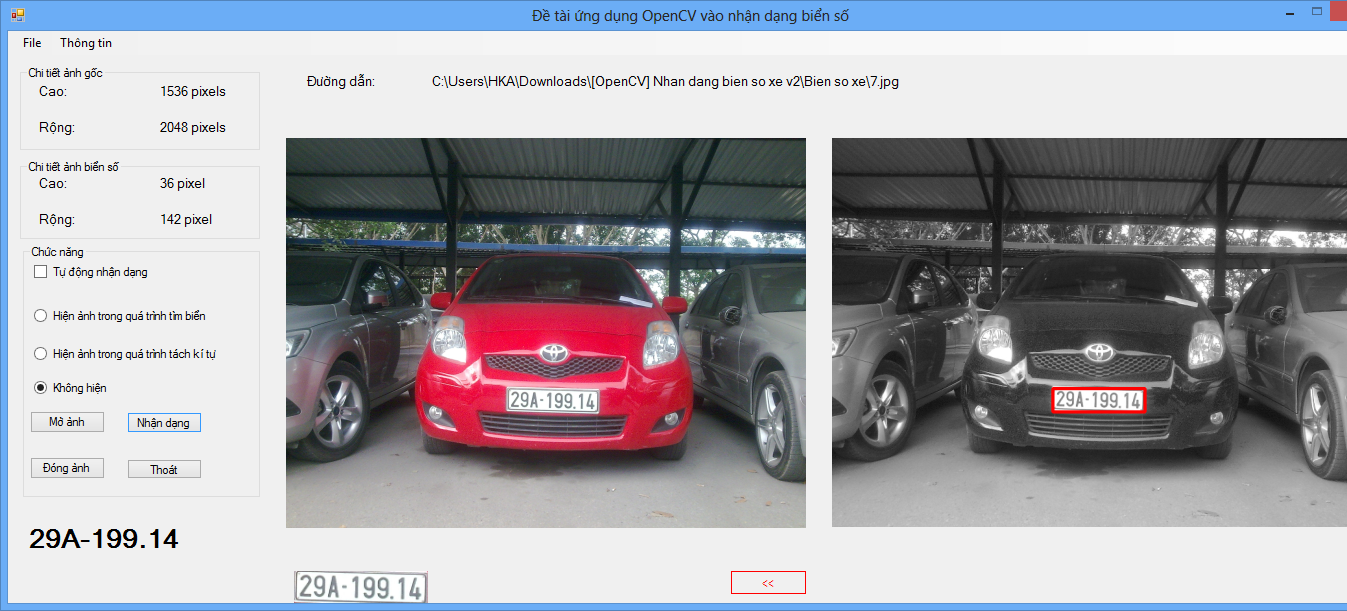 Đề tài ứng dụng OpenCV vào nhận dạng biển số
File Thông tin
Chi tiết ảnh gốc
Cao: 1536 pixels
Rộng: 2048 pixels
Chi tiết ảnh biển số
Cao: 36 pixel
Rộng: 142 pixel
Chức năng
Tự động nhận dạng
Hiện ảnh trong quá trình tìm biển
Hiện ảnh trong quá trình tách kí tự
Không hiện
Mở ảnh Nhận dạng
Đóng ảnh Thoát
29A-199.14
Đường dẫn: C:\Users\HKA\Downloads\[OpenCV] Nhan dang bien so xe v2\Bien so xe\7.jpg
29A-199.14
29A-199.14
29A-199.14
<<